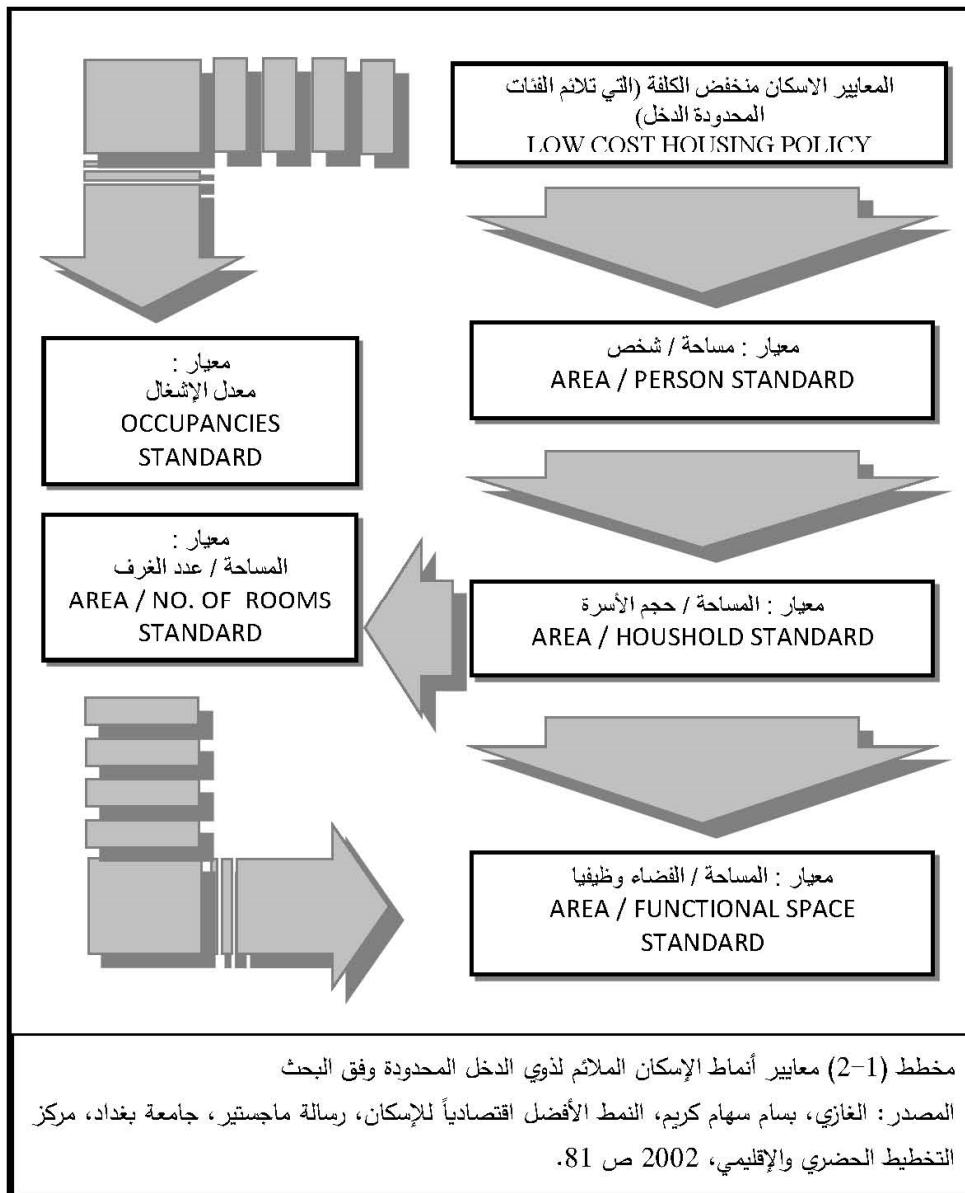 المعايير الاسكان منخفض الكلفة (التي تلائم الفئات
المحدودة الدخل)
LOW COST HOUSING POLICY
معيار : مساحة / شخص
AREA / PERSON STANDARD
معيار :
معدل الإشغال
OCCUPANCIES
STANDARD
معيار :
المساحة / عدد الغرف
AREA / NO. OF ROOMS
STANDARD
معيار : المساحة / حجم الأسرة
AREA / HOUSHOLD STANDARD
معيار : المساحة / الفضاء وظيفيا
AREA / FUNCTIONAL SPACE
STANDARD
مخطط (1-2) معايير أنماط الإسكان الملائم لذوي الدخل المحدودة وفق البحث
المصدر: الغازي، بسام سهام كريم، النمط الأفضل اقتصادياً للإسكان، رسالة ماجستير، جامعة بغداد، مركز
التخطيط الحضري والإقليمي، 2002 ص 81.